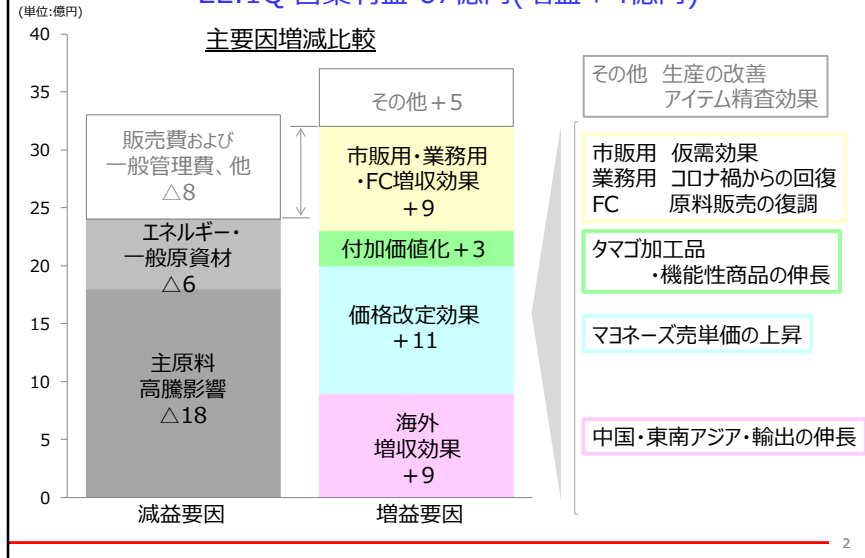 (単位:億円)
主要因増減比較
40
35
30
25
20
15
10
5
0
販売費および
一般管理費、他
△8
エネルギー・
一般原資材
△6
主原料
高騰影響
△18
減益要因
その他+5
市販用・業務用
・FC増収効果
+9
付加価値化+3
価格改定効果
+11
海外
増収効果
+9
増益要因
その他 生産の改善
アイテム精査効果
市販用 仮需効果
業務用 コロナ禍からの回復
FC 原料販売の復調
タマゴ加工品
・機能性商品の伸長
マヨネーズ売単価の上昇
中国・東南アジア・輸出の伸長
2